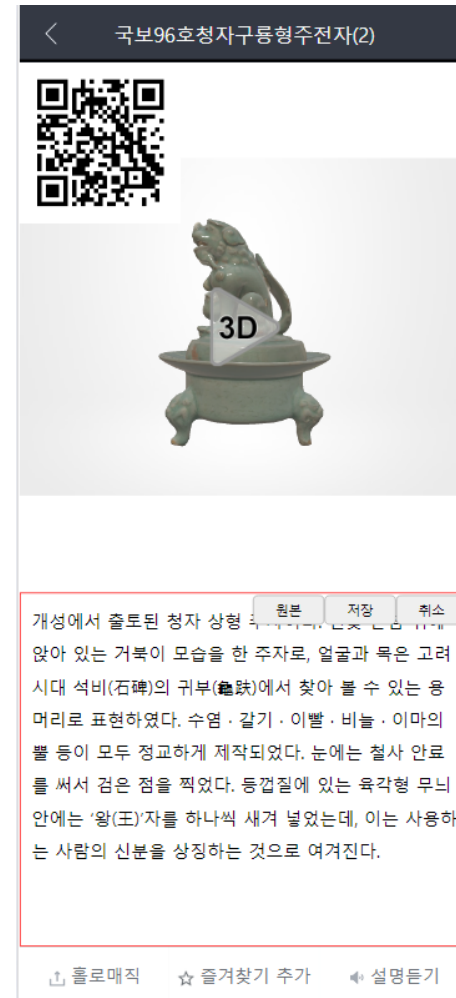 국보96호청자구룡형주전자(2)
3D
원본 저장 취소
개성에서 출토된 청자 상형
앉아 있는 거북이 모습을 한 주자로, 얼굴과 목은 고려
시대 석비(石碑)의 귀부(龜趺)에서 찾아 볼 수 있는 용
머리로 표현하였다. 수염 · 갈기 · 이빨 · 비늘 · 이마의
뿔 등이 모두 정교하게 제작되었다. 눈에는 철사 안료
를 써서 검은 점을 찍었다. 등껍질에 있는 육각형 무늬
안에는 ‘왕(王)’자를 하나씩 새겨 넣었는데, 이는 사용하
는 사람의 신분을 상징하는 것으로 여겨진다.
홀로매직 즐겨찾기 추가 설명듣기